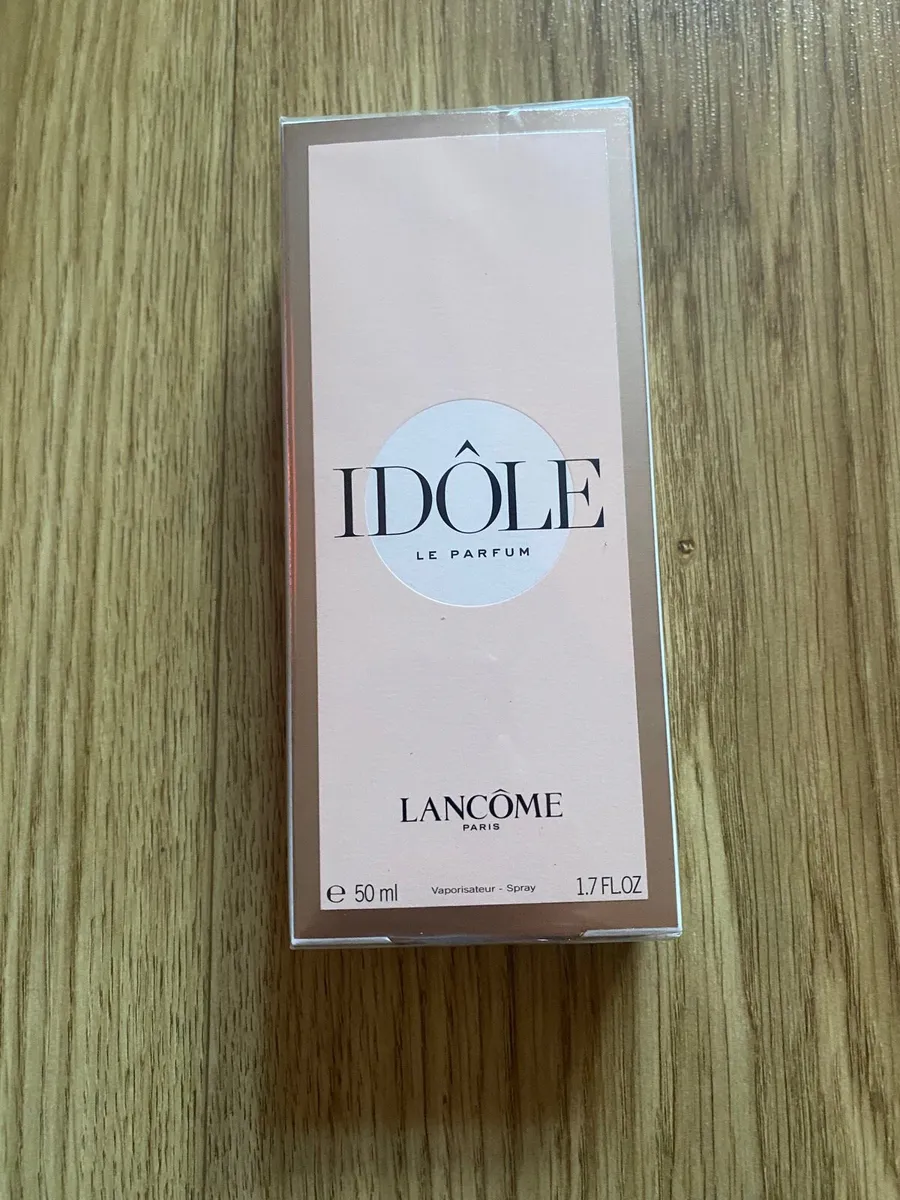 IDÔLE
LE PARFUM
LANCÔME
PARIS
℮ 50 ml Vaporisateur - Spray 1.7 FL.OZ